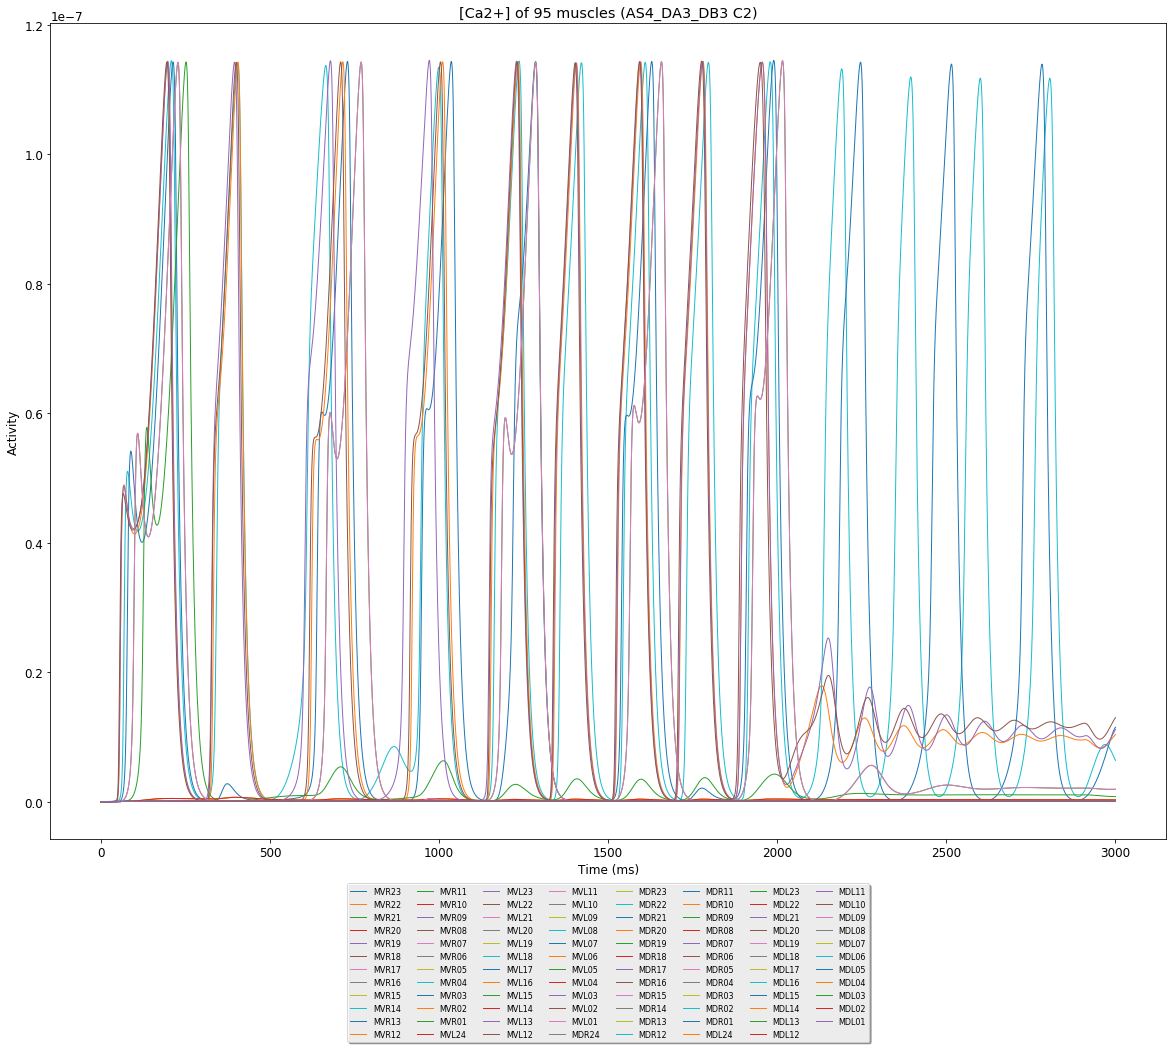 [Ca2+] of 95 muscles (AS4_DA3_DB3 C2)
1e−7
1.2
1.0
0.8
0.6
0.4
0.2
0.0
Activity
0 500 1000 1500 2000 2500 3000
Time (ms)
MVR23 MVR11 MVL23 MVL11 MDR23 MDR11 MDL23 MDL11
MVR22 MVR10 MVL22 MVL10 MDR22 MDR10 MDL22 MDL10
MVR21 MVR09 MVL21 MVL09 MDR21 MDR09 MDL21 MDL09
MVR20 MVR08 MVL20 MVL08 MDR20 MDR08 MDL20 MDL08
MVR19 MVR07 MVL19 MVL07 MDR19 MDR07 MDL19 MDL07
MVR18 MVR06 MVL18 MVL06 MDR18 MDR06 MDL18 MDL06
MVR17 MVR05 MVL17 MVL05 MDR17 MDR05 MDL17 MDL05
MVR16 MVR04 MVL16 MVL04 MDR16 MDR04 MDL16 MDL04
MVR15 MVR03 MVL15 MVL03 MDR15 MDR03 MDL15 MDL03
MVR14 MVR02 MVL14 MVL02 MDR14 MDR02 MDL14 MDL02
MVR13 MVR01 MVL13 MVL01 MDR13 MDR01 MDL13 MDL01
MVR12 MVL24 MVL12 MDR24 MDR12 MDL24 MDL12